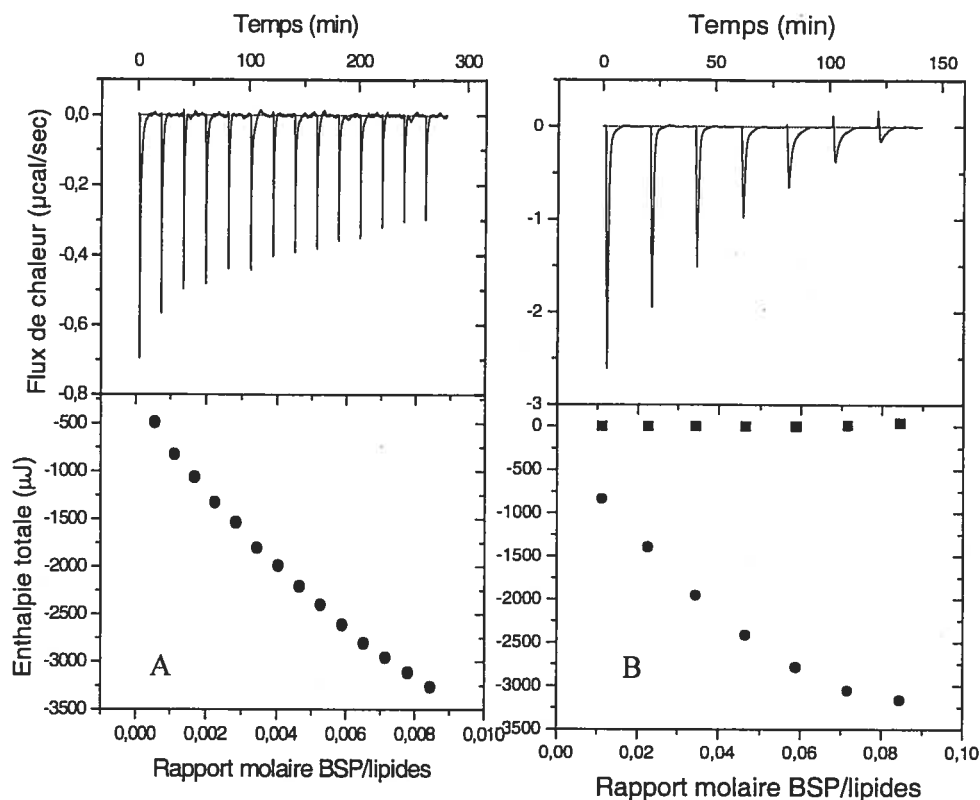 Temps (min)
0 100 200 300
Flux de chaleur (µcal/sec)
0,0
-0,2
-0,4
-0,6
-0,8
Enthalpie totale (µJ)
-500
-1000
-1500
-2000
-2500
-3000
-3500
A
0,000 0,002 0,004 0,006 0,008 0,010
Rapport molaire BSP/lipides
Temps (min)
0 50 100 150
0
-1
-2
-3
0
-500
-1000
-1500
-2000
-2500
-3000
-3500
B
0,00 0,02 0,04 0,06 0,08 0,10
Rapport molaire BSP/lipides